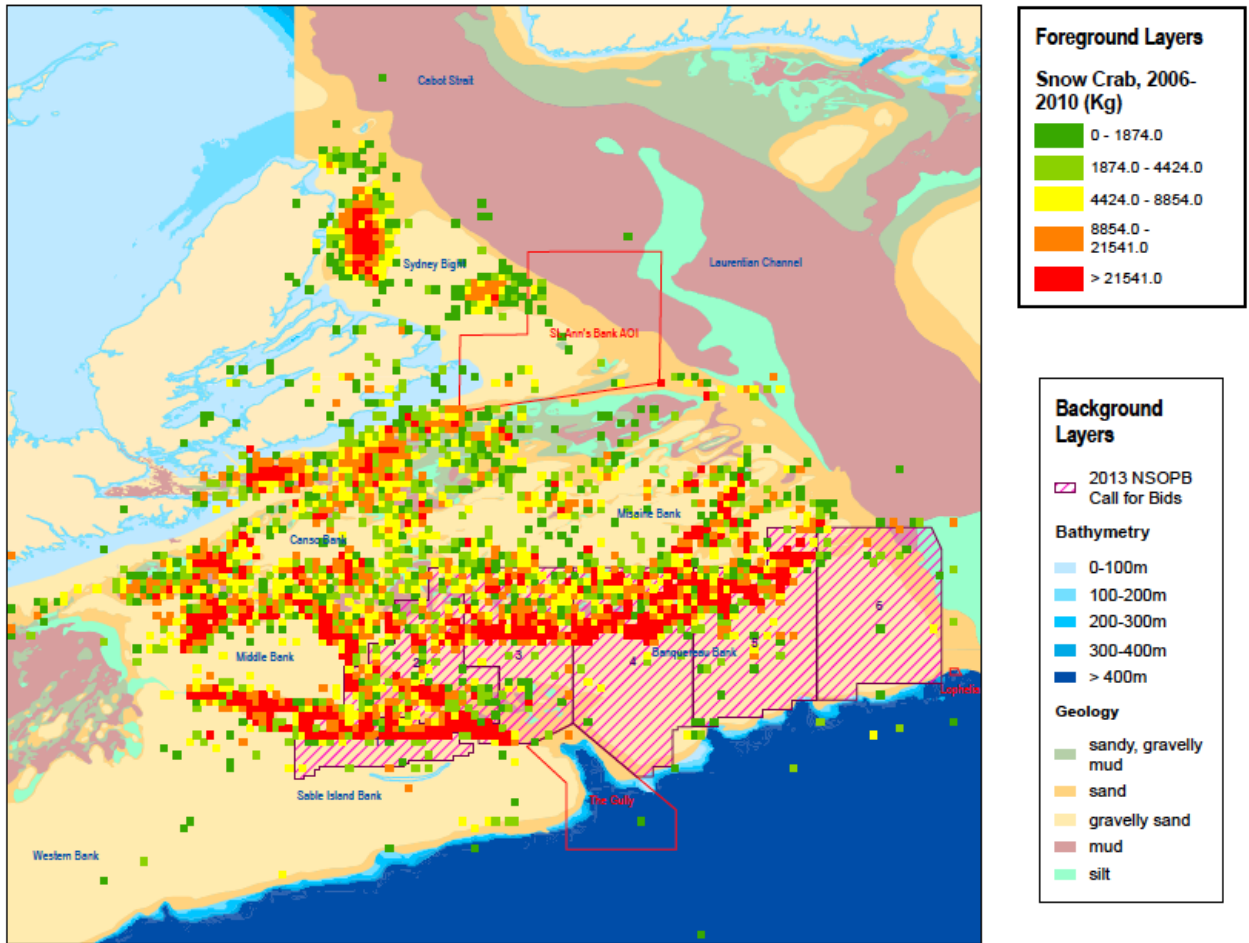 Cabot Strait
Sydney Bight
Laurentian Channel
St. Ann's Bank AOI
Misaine Bank
Canso Bank
6
5
Middle Bank
2
3
4
Banquereau Bank
Lophelia
Sable Island Bank
The Gully
Western Bank
Foreground Layers
Snow Crab, 2006-
2010 (Kg)
0 - 1874.0
1874.0 - 4424.0
4424.0 - 8854.0
8854.0 -
21541.0
> 21541.0
Background
Layers
2013 NSOPB
Call for Bids
Bathymetry
0-100m
100-200m
200-300m
300-400m
> 400m
Geology
sandy, gravelly
mud
sand
gravelly sand
mud
silt